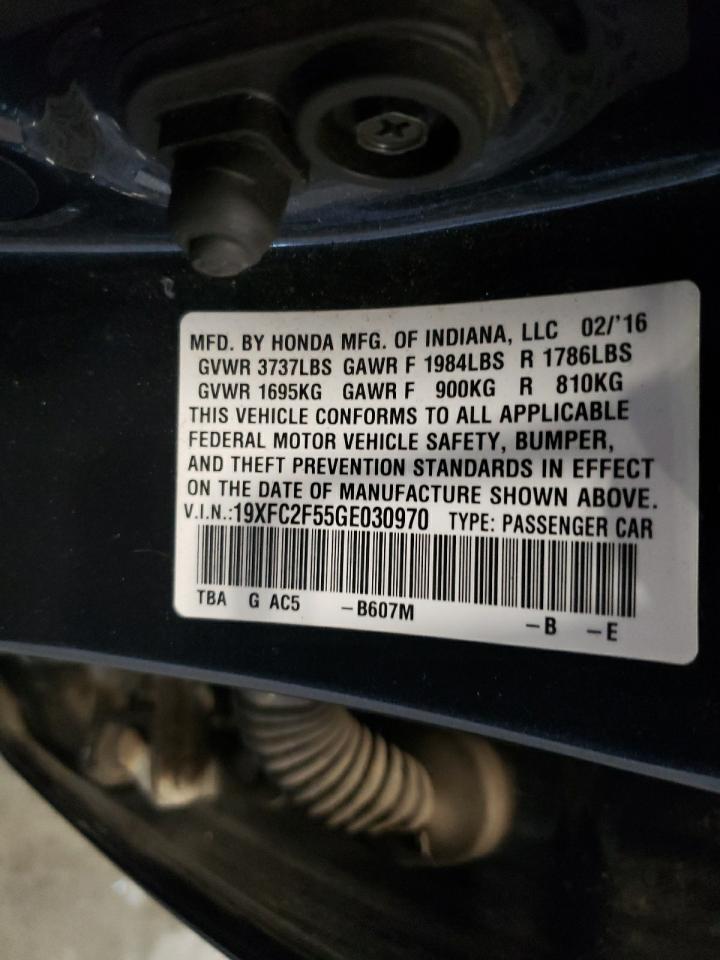 MFD. BY HONDA MFG. OF INDIANA, LLC 02/'16
GVWR 3737LBS GAWR F 1984LBS R 1786LBS
GVWR 1695KG GAWR F 900KG R 810KG
THIS VEHICLE CONFORMS TO ALL APPLICABLE
FEDERAL MOTOR VEHICLE SAFETY, BUMPER,
AND THEFT PREVENTION STANDARDS IN EFFECT
ON THE DATE OF MANUFACTURE SHOWN ABOVE.
V.I.N.:19XFC2F55GE030970 TYPE: PASSENGER CAR
TBA G AC5 –B607M –B –E